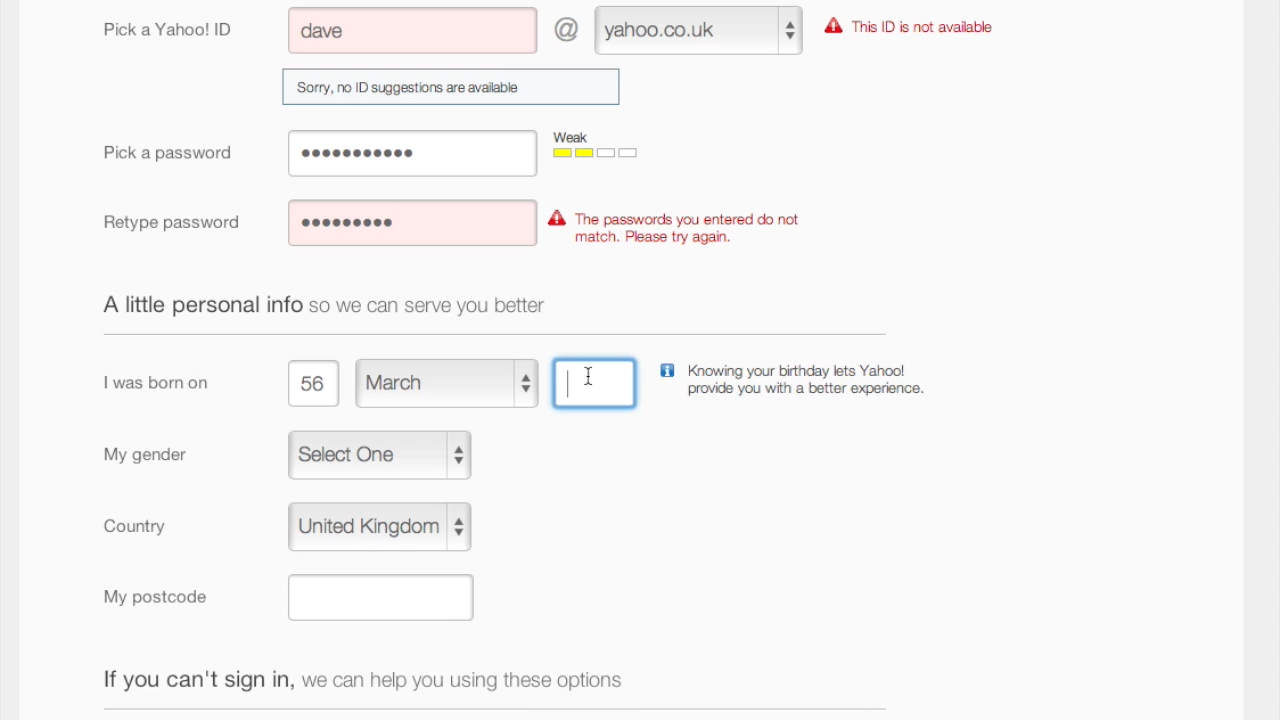 Pick a Yahoo! ID dave @ yahoo.co.uk This ID is not available
Sorry, no ID suggestions are available
Pick a password ●●●●●●●●●●● Weak
Retype password ●●●●●●●●● The passwords you entered do not
match. Please try again.
A little personal info so we can serve you better
I was born on 56 March Knowing your birthday lets Yahoo!
provide you with a better experience.
My gender Select One
Country United Kingdom
My postcode
If you can't sign in, we can help you using these options